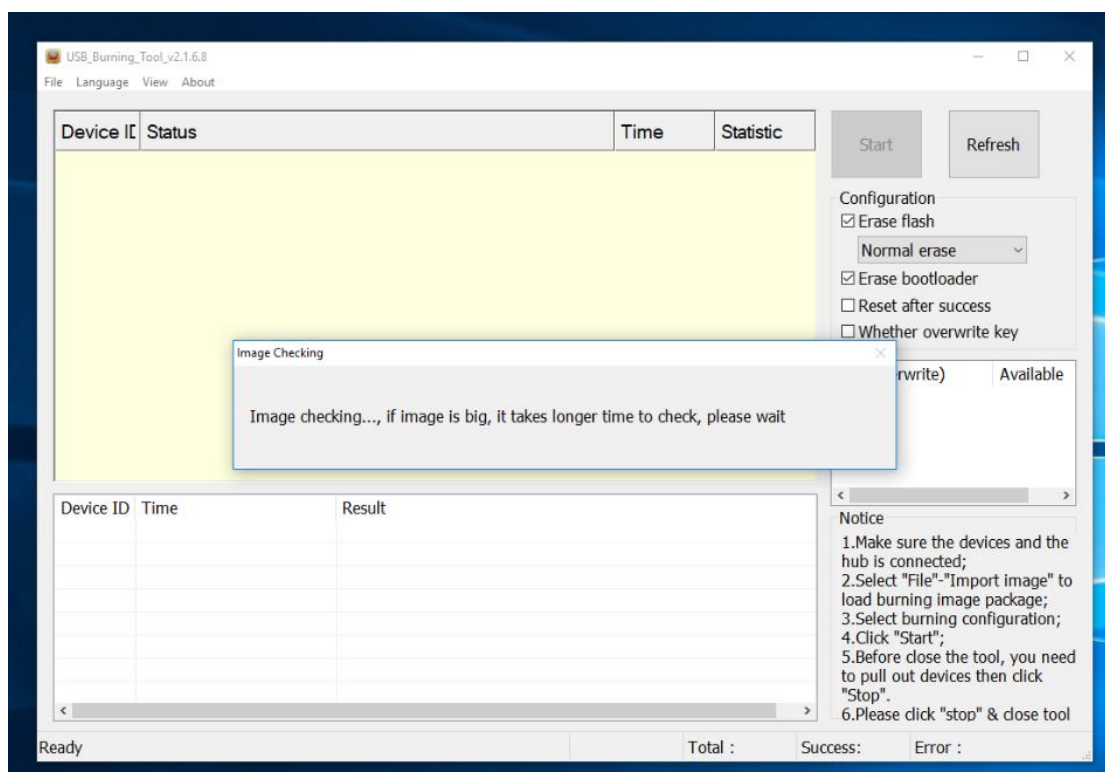 USB_Burning_Tool_v2.1.6.8
File Language View About
Device ID Status Time Statistic
Start Refresh
Configuration
Erase flash
Normal erase
Erase bootloader
Reset after success
Whether overwrite key
Image Checking
Image checking..., if image is big, it takes longer time to check, please wait
rwrite) Available
Device ID Time Result
Notice
1.Make sure the devices and the
hub is connected;
2.Select "File"-"Import image" to
load burning image package;
3.Select burning configuration;
4.Click "Start";
5.Before close the tool, you need
to pull out devices then click
"Stop".
6.Please click "stop" & close tool
Ready Total : Success: Error :